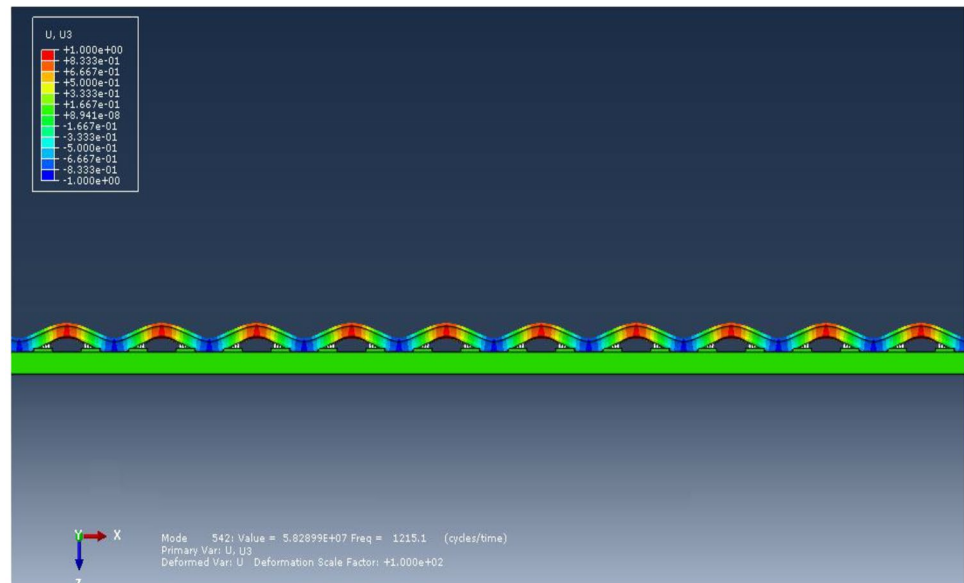 U, U3
+1.000e+00
+8.333e-01
+6.667e-01
+5.000e-01
+3.333e-01
+1.667e-01
+8.941e-08
-1.667e-01
-3.333e-01
-5.000e-01
-6.667e-01
-8.333e-01
-1.000e+00
Y X
Z
Mode 542: Value = 5.82899E+07 Freq = 1215.1 (cycles/time)
Primary Var: U, U3
Deformed Var: U Deformation Scale Factor: +1.000e+02